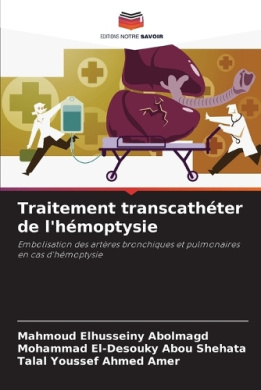 EDITIONS NOTRE SAVOIR
Traitement transcathéter
de l'hémoptysie
Embolisation des artères bronchiques et pulmonaires
en cas d'hémoptysie
Mahmoud Elhusseiny Abolmagd
Mohammad El-Desouky Abou Shehata
Talal Youssef Ahmed Amer